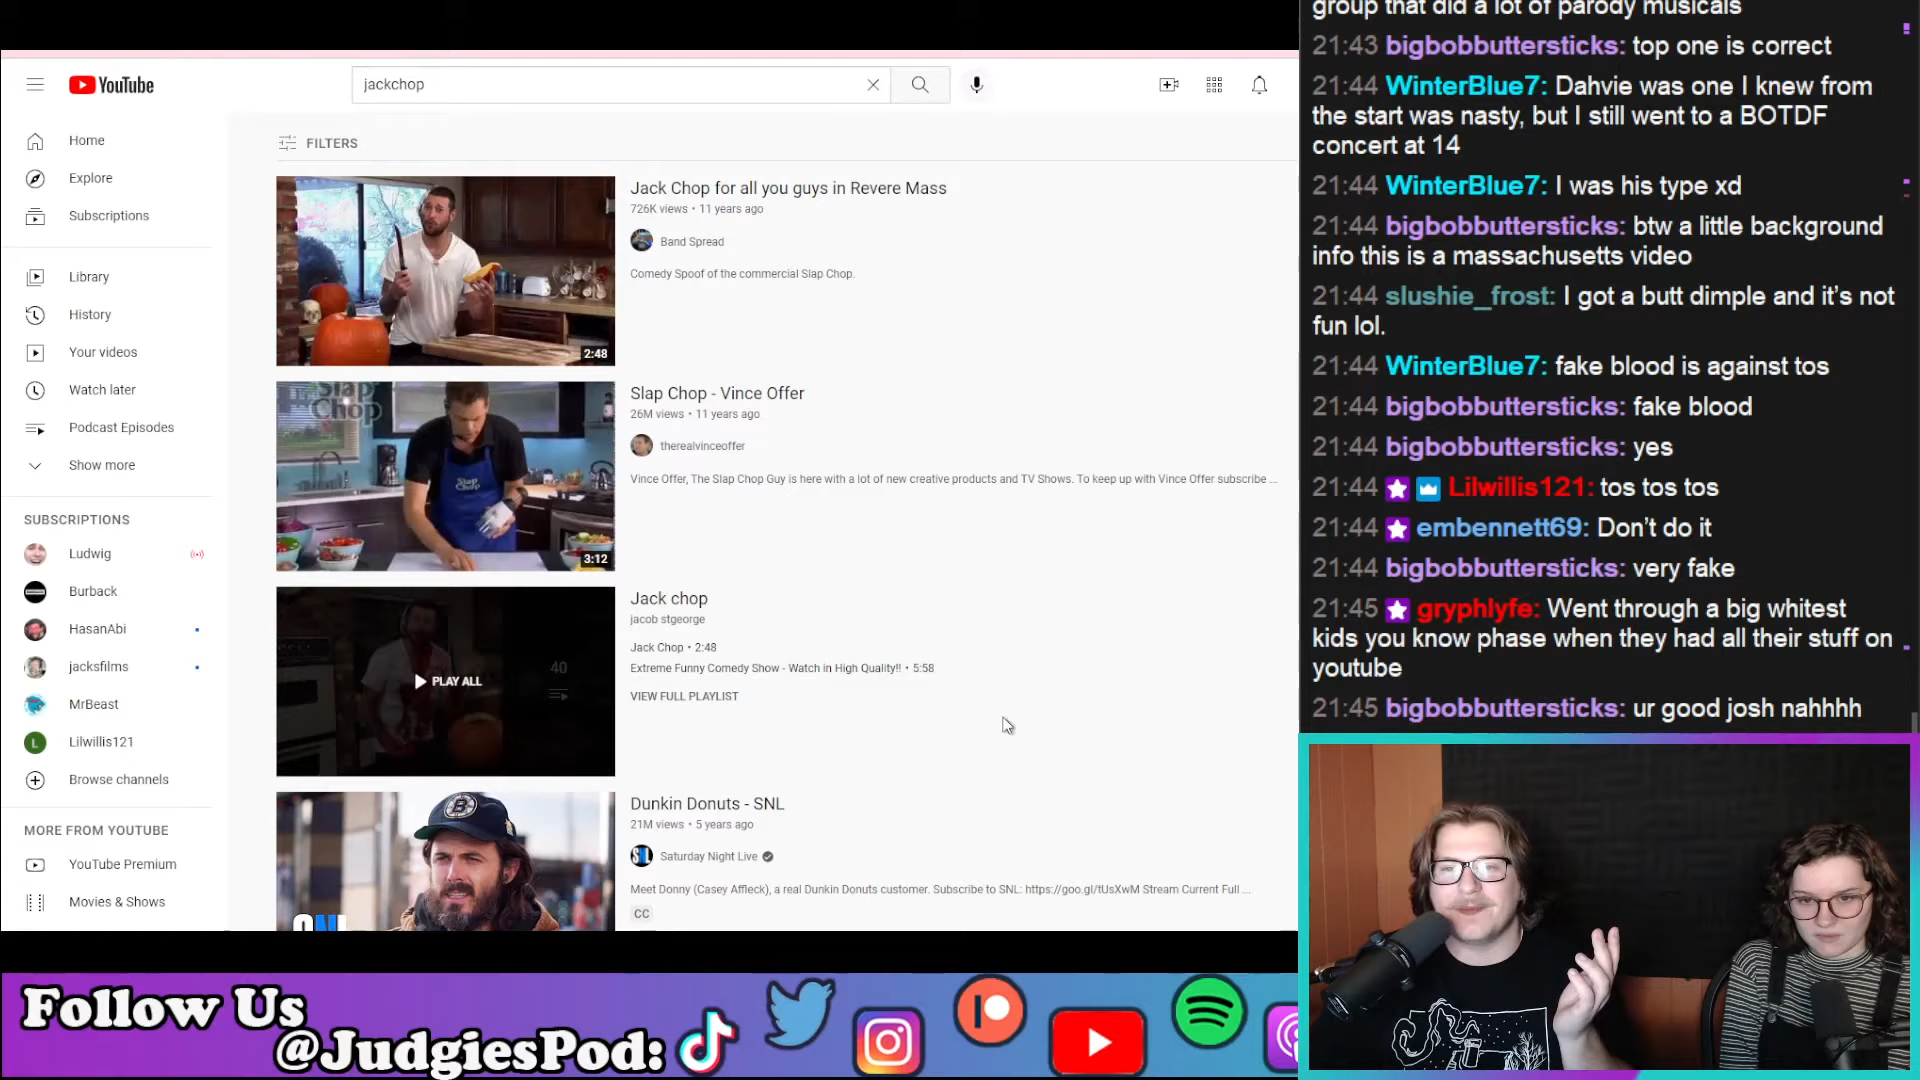 YouTube
jackchop
Home
Explore
Subscriptions
Library
History
Your videos
Watch later
Podcast Episodes
Show more
SUBSCRIPTIONS
Ludwig
Burback
HasanAbi
jacksfilms
MrBeast
L Lilwillis121
Browse channels
MORE FROM YOUTUBE
YouTube Premium
Movies & Shows
FILTERS
2:48
Jack Chop for all you guys in Revere Mass
726K views • 11 years ago
Band Spread
Comedy Spoof of the commercial Slap Chop.
Slap
Chop
Slap
Chop
3:12
Slap Chop - Vince Offer
26M views • 11 years ago
therealvinceoffer
Vince Offer, The Slap Chop Guy is here with a lot of new creative products and TV Shows. To keep up with Vince Offer subscribe ...
PLAY ALL
40
Jack chop
jacob stgeorge
Jack Chop • 2:48
Extreme Funny Comedy Show - Watch in High Quality!! • 5:58
VIEW FULL PLAYLIST
B
SNL
Dunkin Donuts - SNL
21M views • 5 years ago
Saturday Night Live
Meet Donny (Casey Affleck), a real Dunkin Donuts customer. Subscribe to SNL: https://goo.gl/tUsXwM Stream Current Full ...
CC
group that did a lot of parody musicals
21:43 bigbobbuttersticks: top one is correct
21:44 WinterBlue7: Dahvie was one I knew from
the start was nasty, but I still went to a BOTDF
concert at 14
21:44 WinterBlue7: I was his type xd
21:44 bigbobbuttersticks: btw a little background
info this is a massachusetts video
21:44 slushie_frost: I got a butt dimple and it’s not
fun lol.
21:44 WinterBlue7: fake blood is against tos
21:44 bigbobbuttersticks: fake blood
21:44 bigbobbuttersticks: yes
21:44 Lilwillis121: tos tos tos
21:44 embennett69: Don’t do it
21:44 bigbobbuttersticks: very fake
21:45 gryphlyfe: Went through a big whitest
kids you know phase when they had all their stuff on
youtube
21:45 bigbobbuttersticks: ur good josh nahhhh
Follow Us
@JudgiesPod: